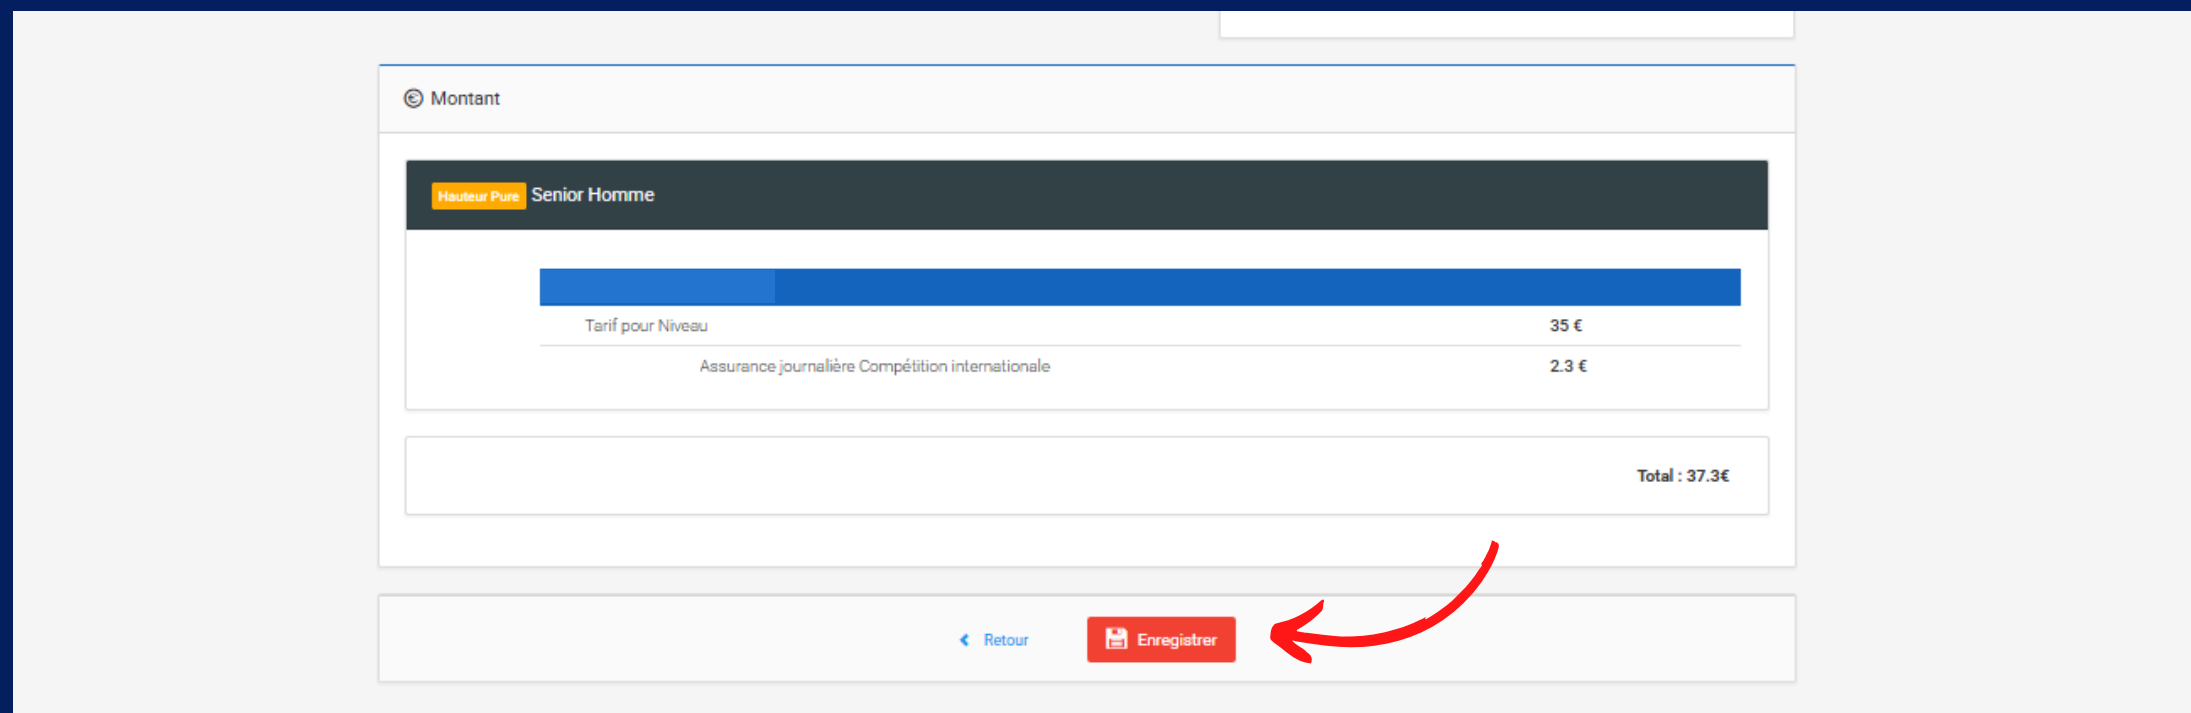 Montant
Hauteur Pure Senior Homme
Tarif pour Niveau 35 €
Assurance journalière Compétition internationale 2.3 €
Total : 37.3€
Retour Enregistrer